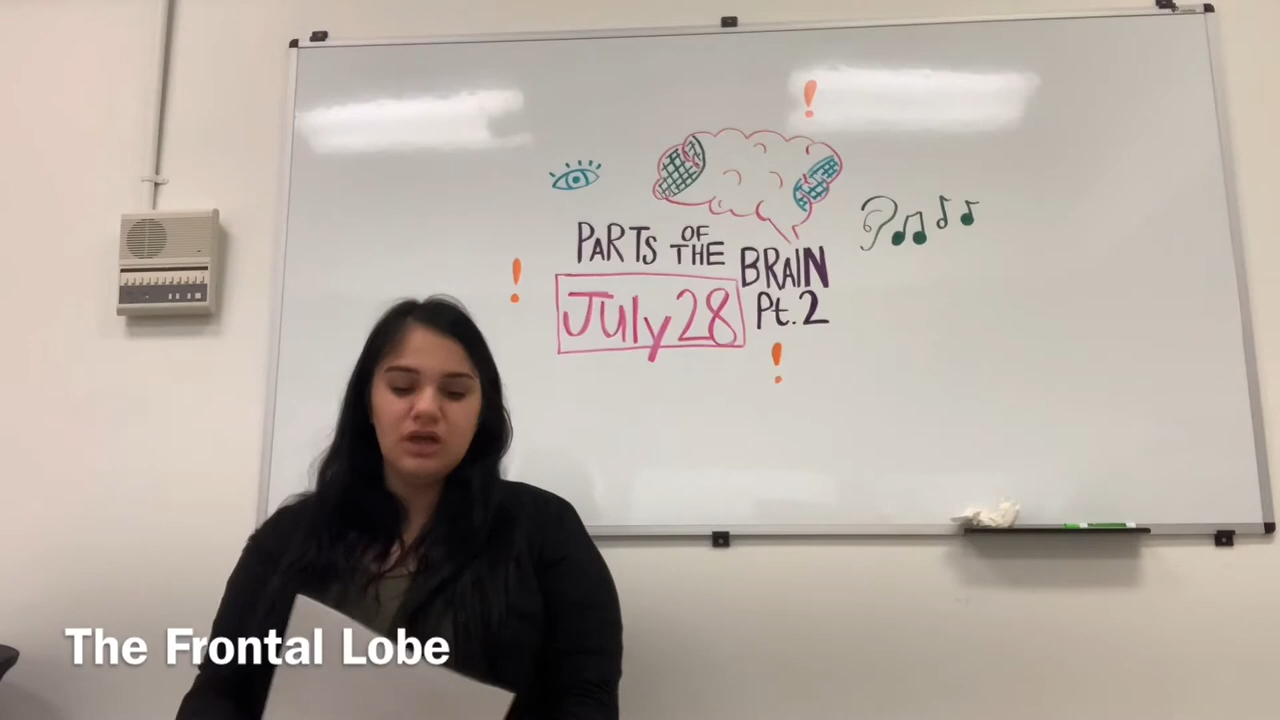 !
PARTS OF THE BRAIN
!
July 28 Pt. 2
!
The Frontal Lobe